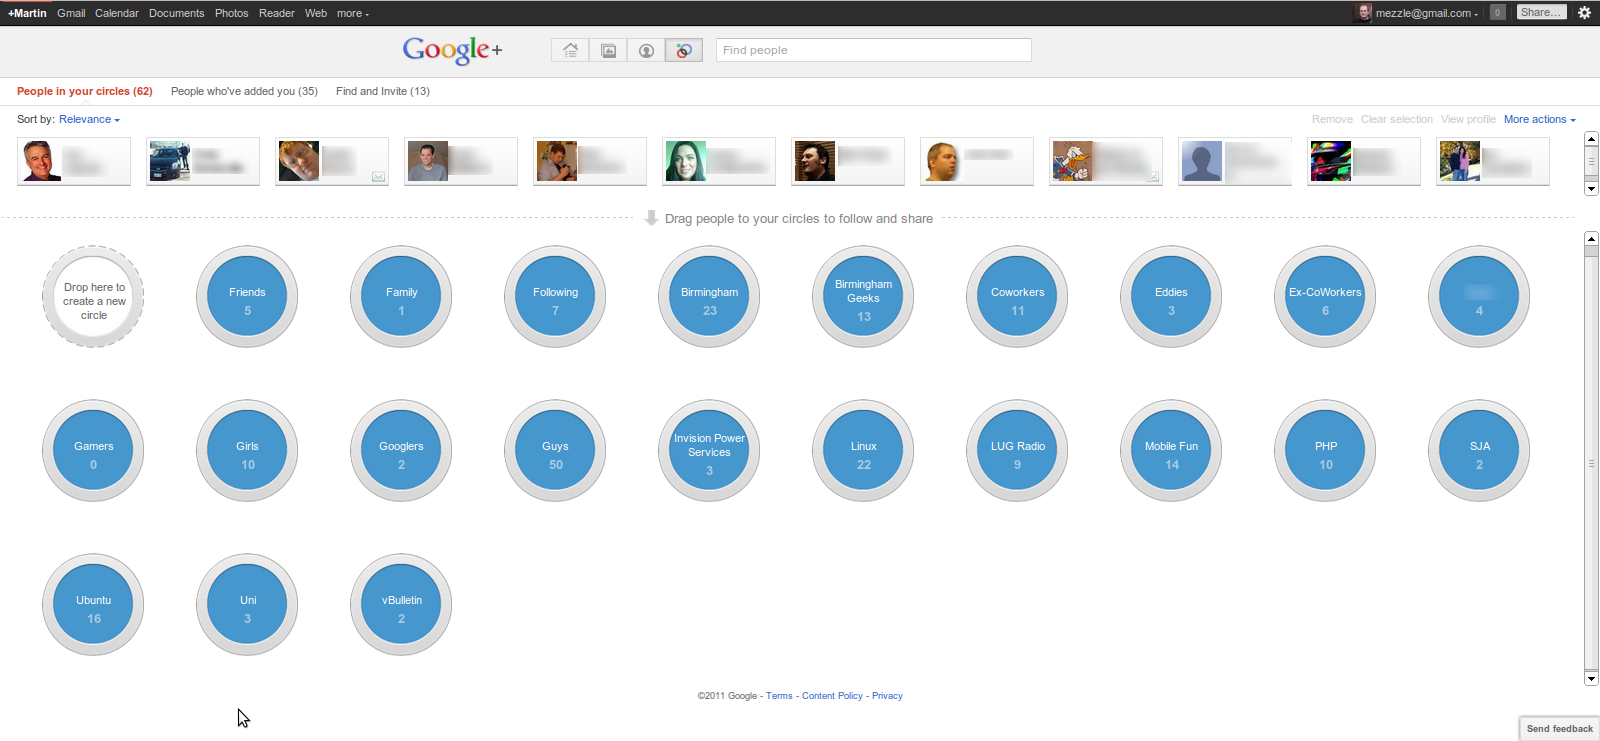 +Martin Gmail Calendar Documents Photos Reader Web more
mezzle@gmail.com 0 Share...
Google+
Find people
People in your circles (62) People who've added you (35) Find and Invite (13)
Sort by: Relevance
Remove Clear selection View profile More actions
Drag people to your circles to follow and share
Drop here to
create a new
circle
Friends
5
Family
1
Following
7
Birmingham
23
Birmingham
Geeks
13
Coworkers
11
Eddies
3
Ex-CoWorkers
6
4
Gamers
0
Girls
10
Googlers
2
Guys
50
Invision Power
Services
3
Linux
22
LUG Radio
9
Mobile Fun
14
PHP
10
SJA
2
Ubuntu
16
Uni
3
vBulletin
2
©2011 Google - Terms - Content Policy - Privacy
Send feedback